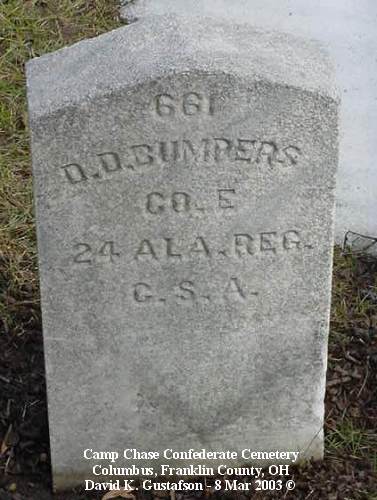 661
D.D. BUMPERS
CO. E
24 ALA. REG.
C. S. A.
Camp Chase Confederate Cemetery
Columbus, Franklin County, OH
David K. Gustafson - 8 Mar 2003 ©